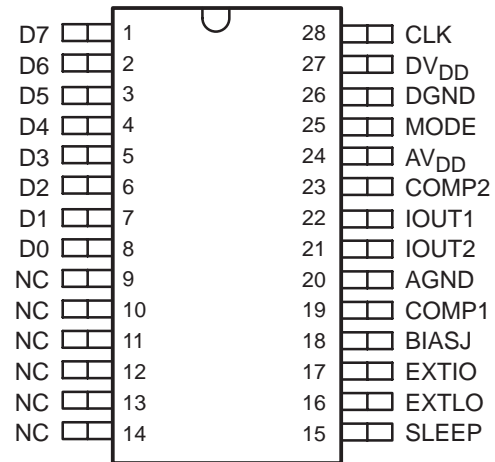 D7 1 28 CLK
D6 2 27 DVDD
D5 3 26 DGND
D4 4 25 MODE
D3 5 24 AVDD
D2 6 23 COMP2
D1 7 22 IOUT1
D0 8 21 IOUT2
NC 9 20 AGND
NC 10 19 COMP1
NC 11 18 BIASJ
NC 12 17 EXTIO
NC 13 16 EXTLO
NC 14 15 SLEEP